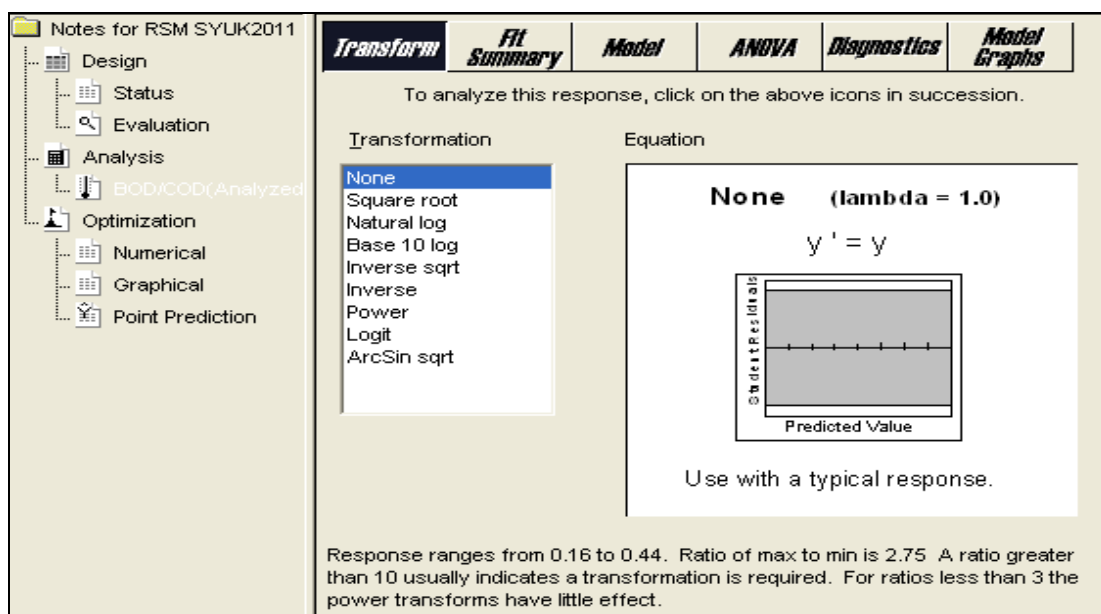 Notes for RSM SYUK2011
Design
Status
Evaluation
Analysis
BOD/COD(Analyzed
Optimization
Numerical
Graphical
Point Prediction
Transform
Fit Summary
Model
ANOVA
Diagnostics
Model Graphs
To analyze this response, click on the above icons in succession.
Transformation
None
Square root
Natural log
Base 10 log
Inverse sqrt
Inverse
Power
Logit
ArcSin sqrt
Equation
None (lambda = 1.0)
y ' = y
Student Residuals
Predicted Value
Use with a typical response.
Response ranges from 0.16 to 0.44. Ratio of max to min is 2.75 A ratio greater
than 10 usually indicates a transformation is required. For ratios less than 3 the
power transforms have little effect.